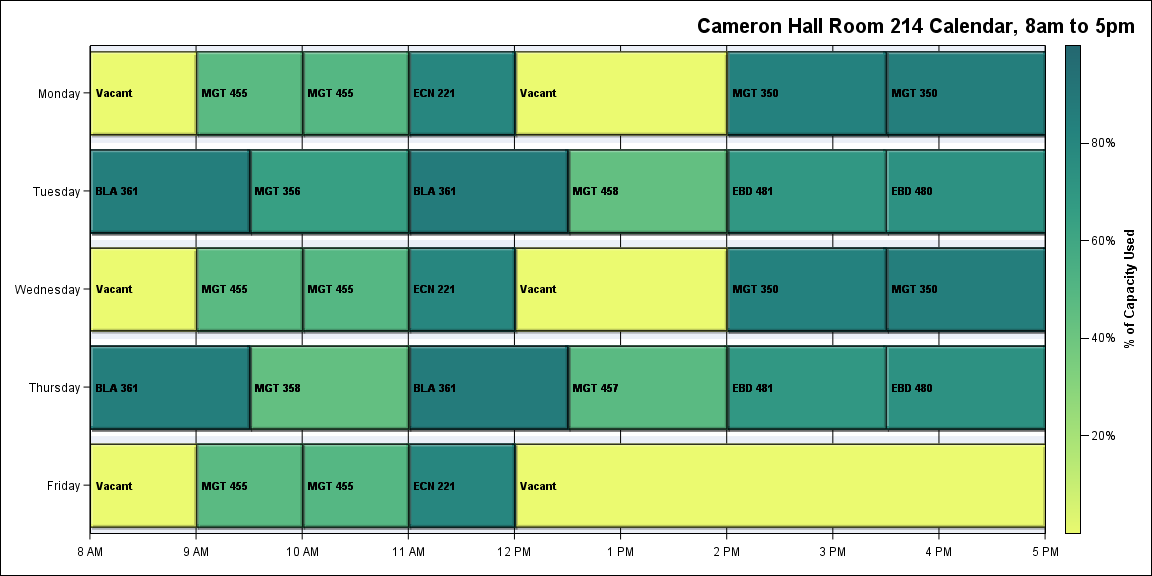 Cameron Hall Room 214 Calendar, 8am to 5pm
Monday
Vacant
MGT 455
MGT 455
ECN 221
Vacant
MGT 350
MGT 350
Tuesday
BLA 361
MGT 356
BLA 361
MGT 458
EBD 481
EBD 480
Wednesday
Vacant
MGT 455
MGT 455
ECN 221
Vacant
MGT 350
MGT 350
Thursday
BLA 361
MGT 358
BLA 361
MGT 457
EBD 481
EBD 480
Friday
Vacant
MGT 455
MGT 455
ECN 221
Vacant
8 AM
9 AM
10 AM
11 AM
12 PM
1 PM
2 PM
3 PM
4 PM
5 PM
80%
60%
40%
20%
% of Capacity Used